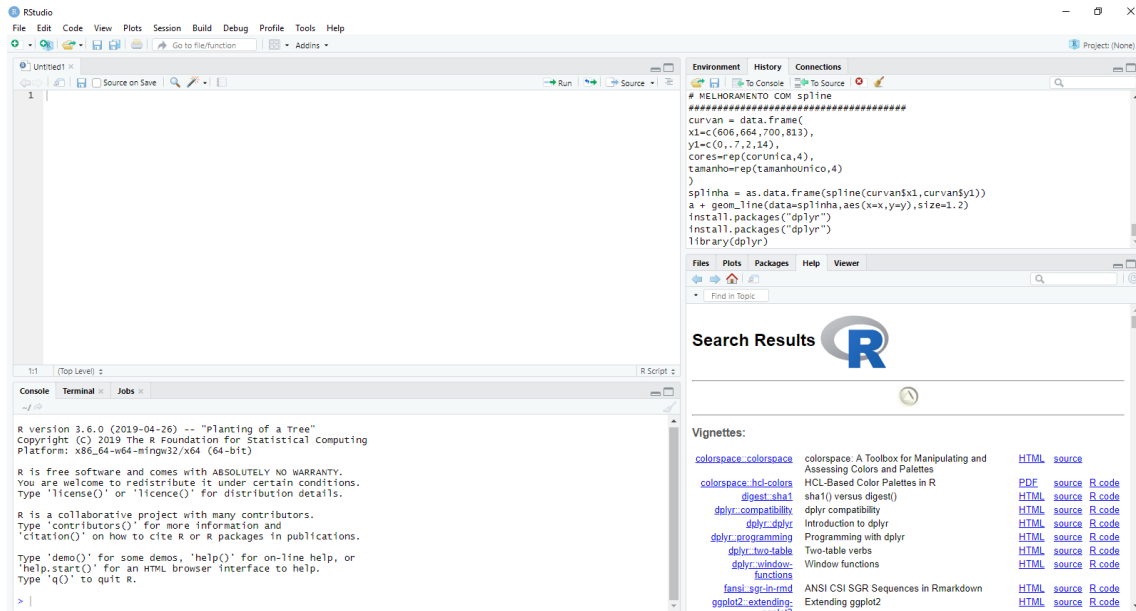 RStudio
File Edit Code View Plots Session Build Debug Profile Tools Help
Go to file/function Addins Project: (None)
Untitled1
Source on Save Run Source
1
1:1 (Top Level) R Script
Console Terminal Jobs
~/
R version 3.6.0 (2019-04-26) -- "Planting of a Tree"
Copyright (C) 2019 The R Foundation for Statistical Computing
Platform: x86_64-w64-mingw32/x64 (64-bit)
R is free software and comes with ABSOLUTELY NO WARRANTY.
You are welcome to redistribute it under certain conditions.
Type 'license()' or 'licence()' for distribution details.
R is a collaborative project with many contributors.
Type 'contributors()' for more information and
'citation()' on how to cite R or R packages in publications.
Type 'demo()' for some demos, 'help()' for on-line help, or
'help.start()' for an HTML browser interface to help.
Type 'q()' to quit R.
>
Environment History Connections
To Console To Source
# MELHORAMENTO COM spline
######################################
curvan = data.frame(
x1=c(606,664,700,813),
y1=c(0,.7,2,14),
cores=rep(corUnica,4),
tamanho=rep(tamanhoUnico,4)
)
splinha = as.data.frame(spline(curvan$x1,curvan$y1))
a + geom_line(data=splinha,aes(x=x,y=y),size=1.2)
install.packages("dplyr")
install.packages("dplyr")
library(dplyr)
Files Plots Packages Help Viewer
Find in Topic
Search Results R
Vignettes:
colorspace::colorspace colorspace: A Toolbox for Manipulating and HTML source
Assessing Colors and Palettes
colorspace::hcl-colors HCL-Based Color Palettes in R PDF source R code
digest::sha1 sha1() versus digest() HTML source R code
dplyr::compatibility dplyr compatibility HTML source R code
dplyr::dplyr Introduction to dplyr HTML source R code
dplyr::programming Programming with dplyr HTML source R code
dplyr::two-table Two-table verbs HTML source R code
dplyr::window- Window functions HTML source R code
functions
fansi::sgr-in-rmd ANSI CSI SGR Sequences in Rmarkdown HTML source R code
ggplot2::extending- Extending ggplot2 HTML source R code